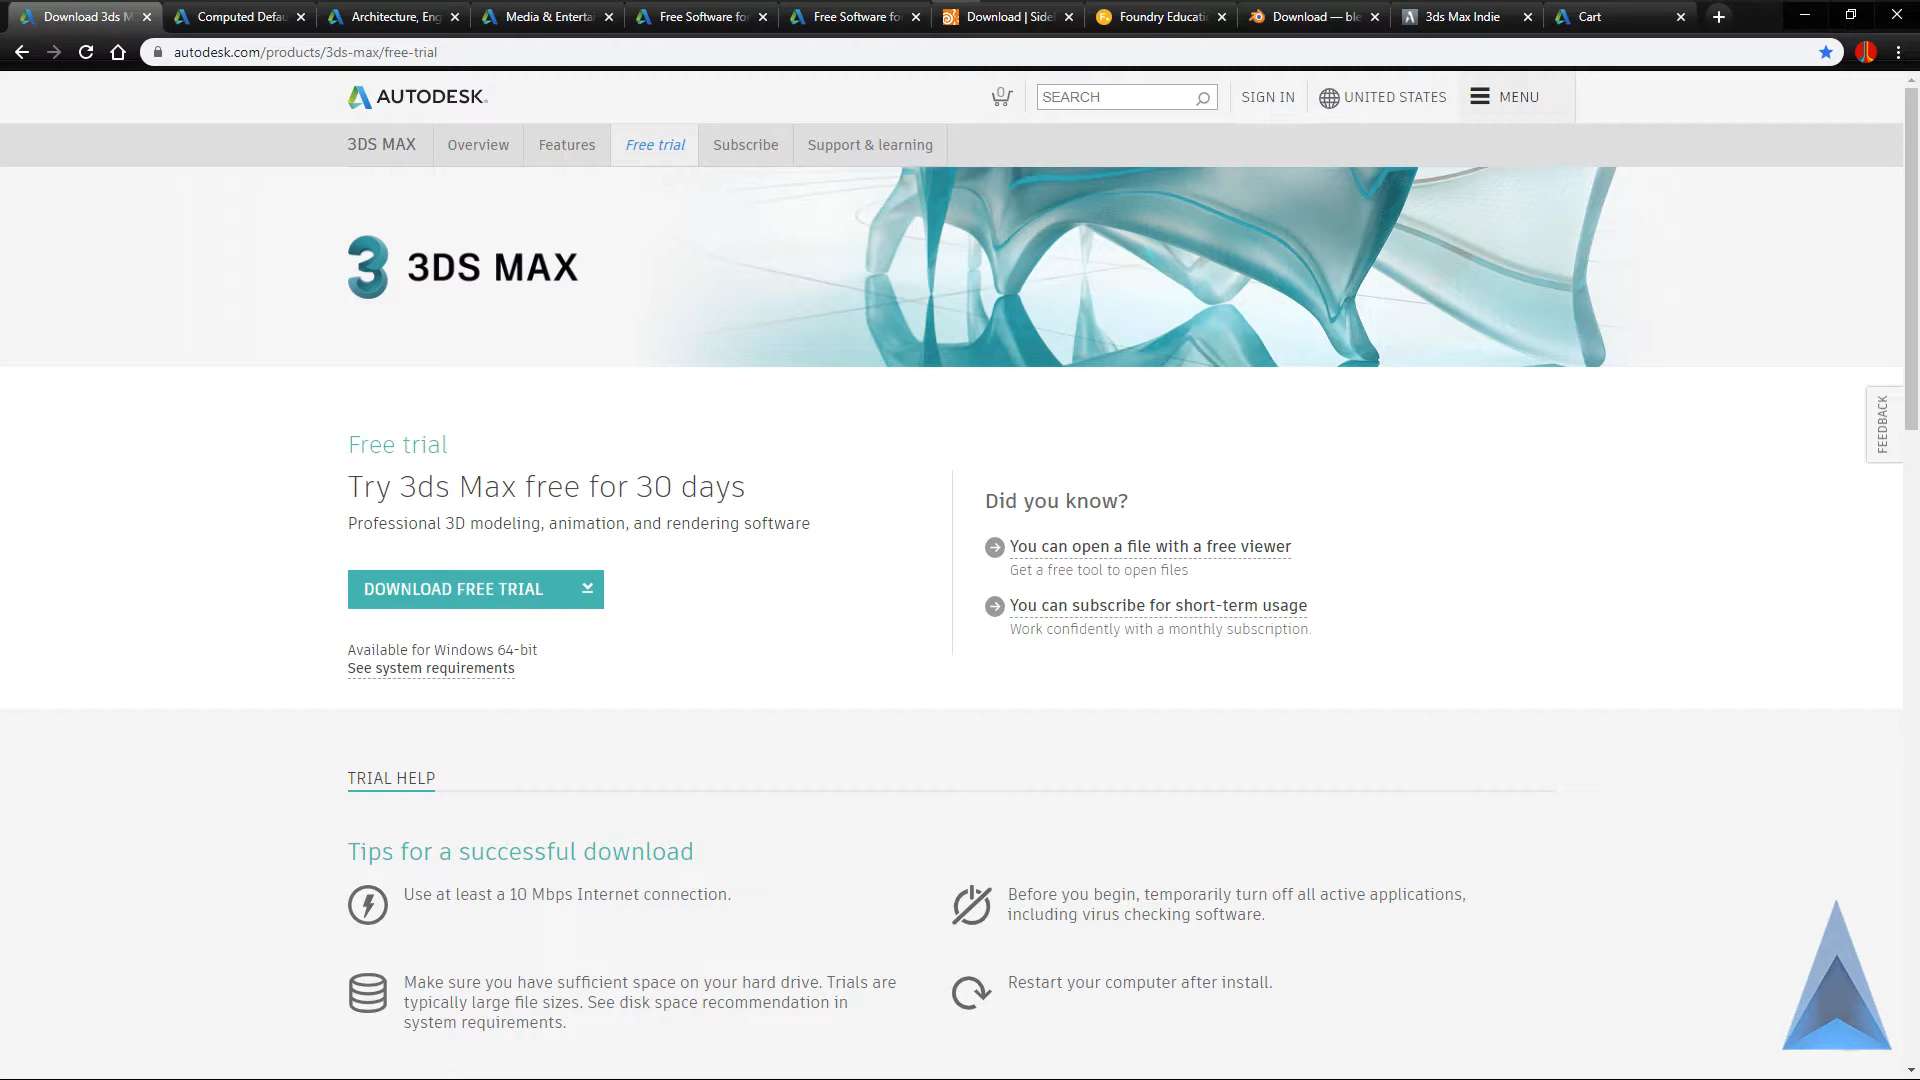 Download 3ds M
Computed Defau
Architecture, Eng
Media & Enterta
Free Software fo
Free Software fo
Download | Side
Foundry Educati
Download — ble
3ds Max Indie
Cart
autodesk.com/products/3ds-max/free-trial
AUTODESK.
0
SEARCH
SIGN IN
UNITED STATES
MENU
3DS MAX
Overview
Features
Free trial
Subscribe
Support & learning
3DS MAX
FEEDBACK
Free trial
Try 3ds Max free for 30 days
Professional 3D modeling, animation, and rendering software
DOWNLOAD FREE TRIAL
Available for Windows 64-bit
See system requirements
Did you know?
You can open a file with a free viewer
Get a free tool to open files
You can subscribe for short-term usage
Work confidently with a monthly subscription.
TRIAL HELP
Tips for a successful download
Use at least a 10 Mbps Internet connection.
Before you begin, temporarily turn off all active applications,
including virus checking software.
Make sure you have sufficient space on your hard drive. Trials are
typically large file sizes. See disk space recommendation in
system requirements.
Restart your computer after install.